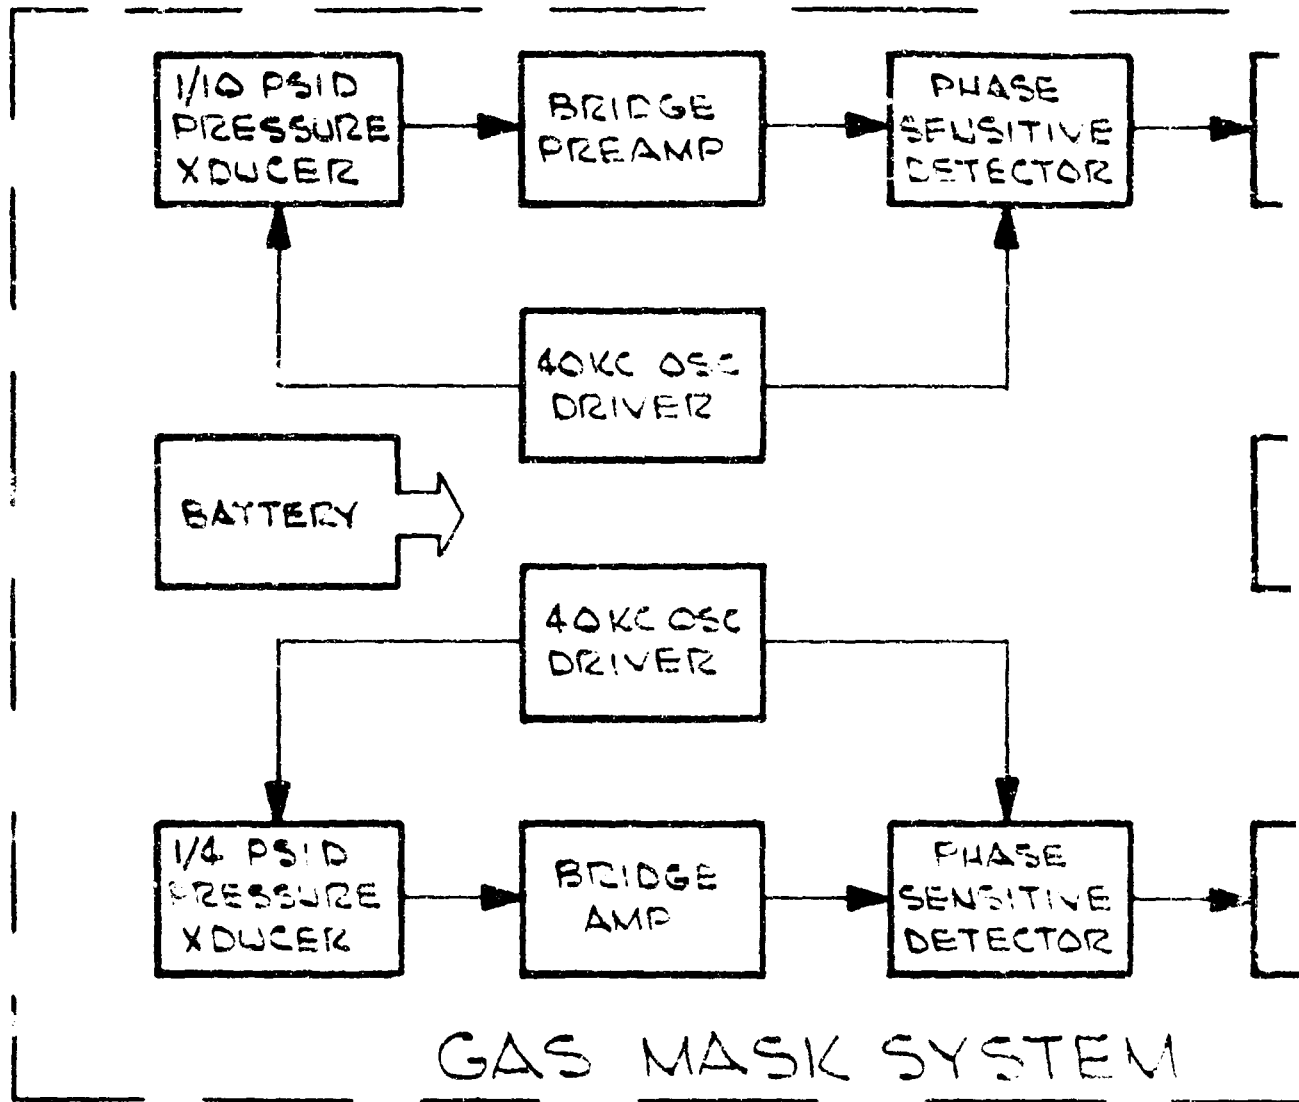 1/10 PSID
PRESSURE
XDUCER
BRIDGE
PREAMP
PHASE
SENSITIVE
DETECTOR
40KC OSC
DRIVER
BATTERY
40KC OSC
DRIVER
1/4 PSID
PRESSURE
XDUCER
BRIDGE
AMP
PHASE
SENSITIVE
DETECTOR
GAS MASK SYSTEM